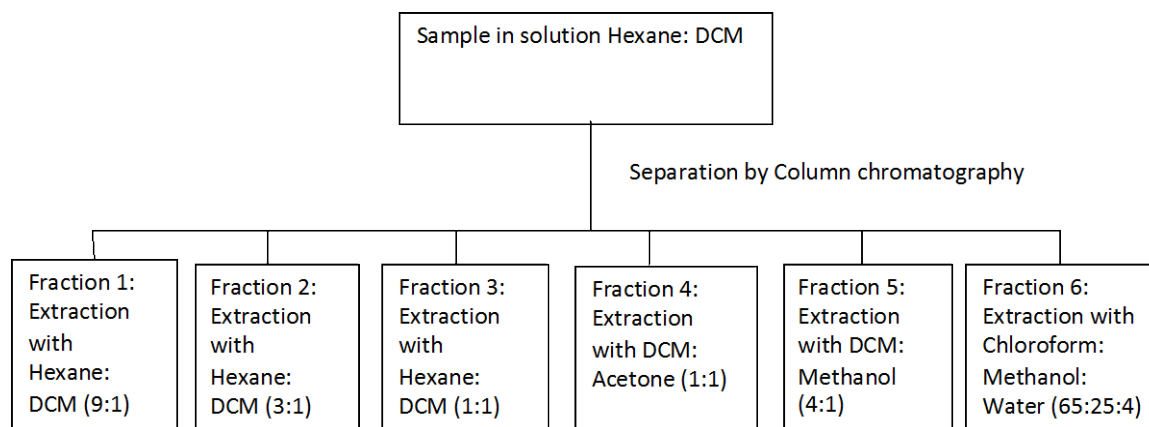 Sample in solution Hexane: DCM
Separation by Column chromatography
Fraction 1:
Extraction
with
Hexane:
DCM (9:1)
Fraction 2:
Extraction
with
Hexane:
DCM (3:1)
Fraction 3:
Extraction
with
Hexane:
DCM (1:1)
Fraction 4:
Extraction
with DCM:
Acetone (1:1)
Fraction 5:
Extraction
with DCM:
Methanol
(4:1)
Fraction 6:
Extraction with
Chloroform:
Methanol:
Water (65:25:4)